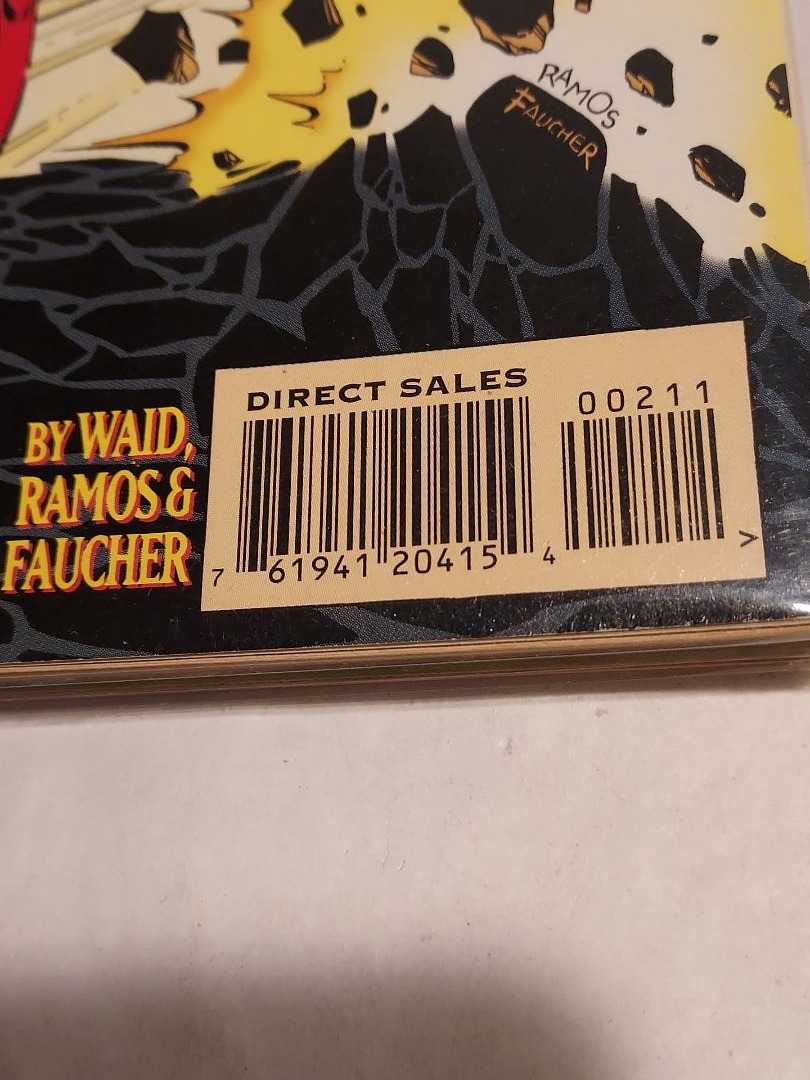 RAMOS
FAUCHER
DIRECT SALES
00211
BY WAID,
RAMOS &
FAUCHER
7 61941 20415 4 >